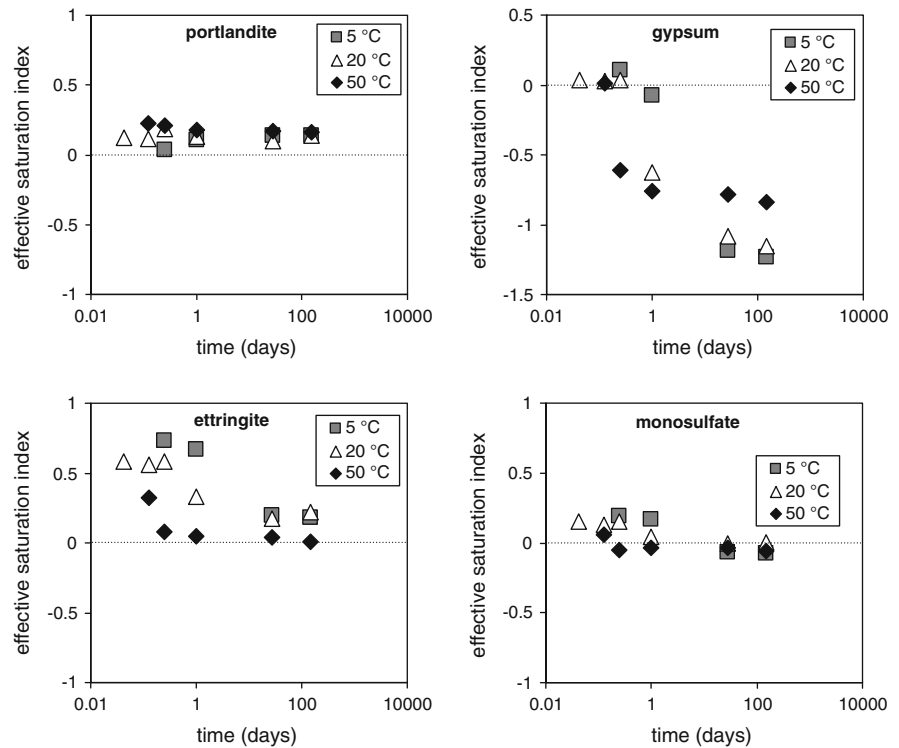 portlandite
effective saturation index
1
0.5
0
-0.5
-1
5 °C
20 °C
50 °C
0.01
1
100
10000
time (days)
gypsum
effective saturation index
0.5
0
-0.5
-1
-1.5
5 °C
20 °C
50 °C
0.01
1
100
10000
time (days)
ettringite
effective saturation index
1
0.5
0
-0.5
-1
5 °C
20 °C
50 °C
0.01
1
100
10000
time (days)
monosulfate
effective saturation index
1
0.5
0
-0.5
-1
5 °C
20 °C
50 °C
0.01
1
100
10000
time (days)